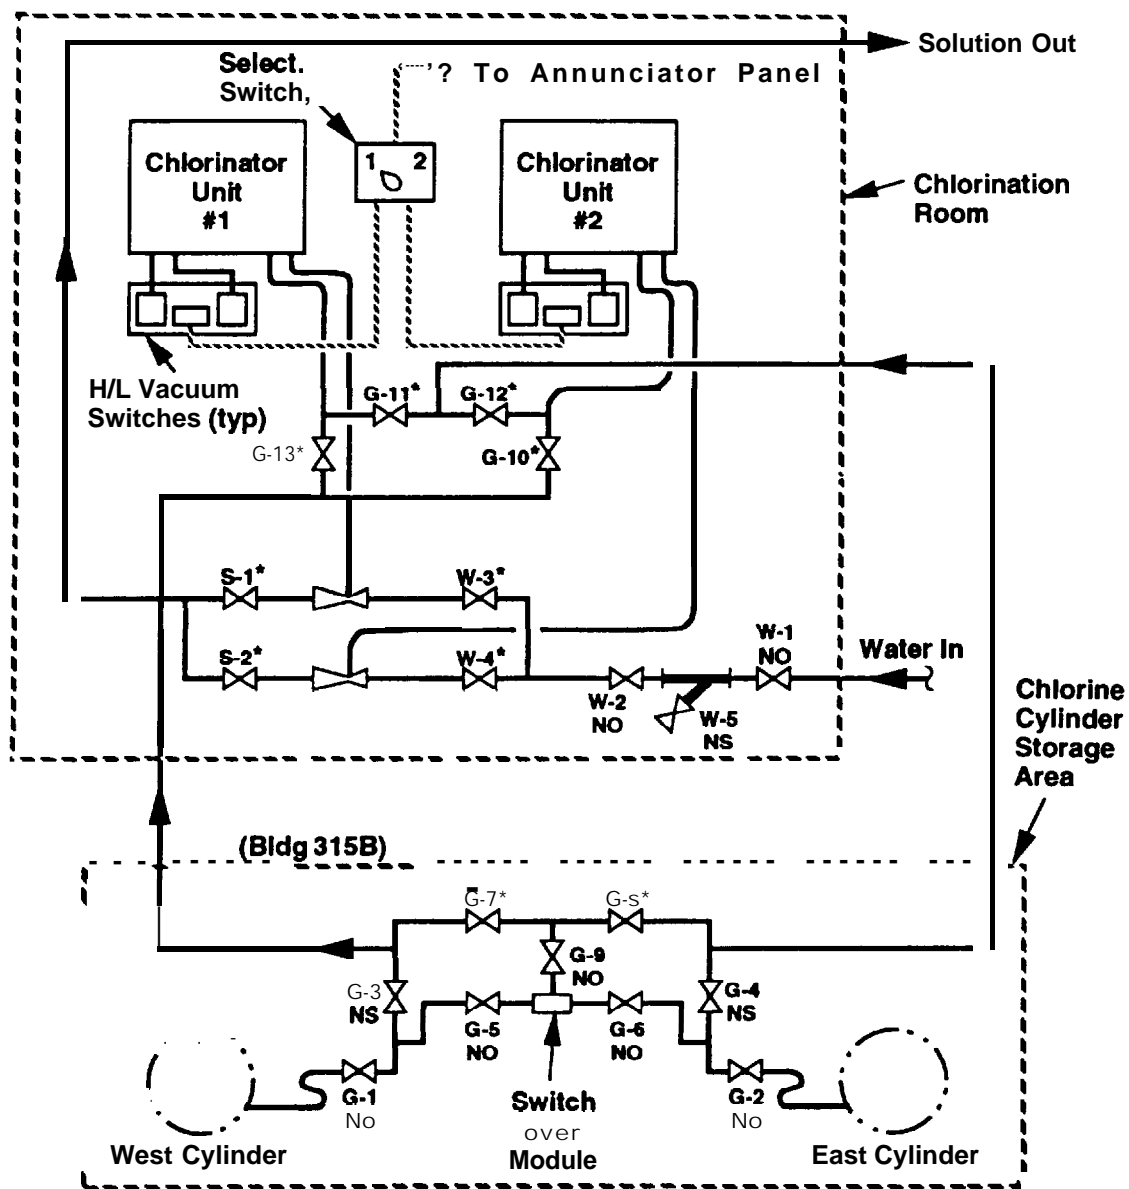 Solution Out
Select.
Switch,
'? To Annunciator Panel
Chlorinator
Unit
#1
1 2
Chlorinator
Unit
#2
Chlorination
Room
H/L Vacuum
Switches (typ)
G-11*
G-12*
G-13*
G-10*
S-1*
W-3*
S-2*
W-4*
W-1
NO
Water In
W-2
NO
W-5
NS
Chlorine
Cylinder
Storage
Area
(Bldg 315B)
G-7*
G-s*
G-9
NO
G-3
NS
G-4
NS
G-5
NO
G-6
NO
G-1
No
G-2
No
Switch
over
Module
West Cylinder
East Cylinder